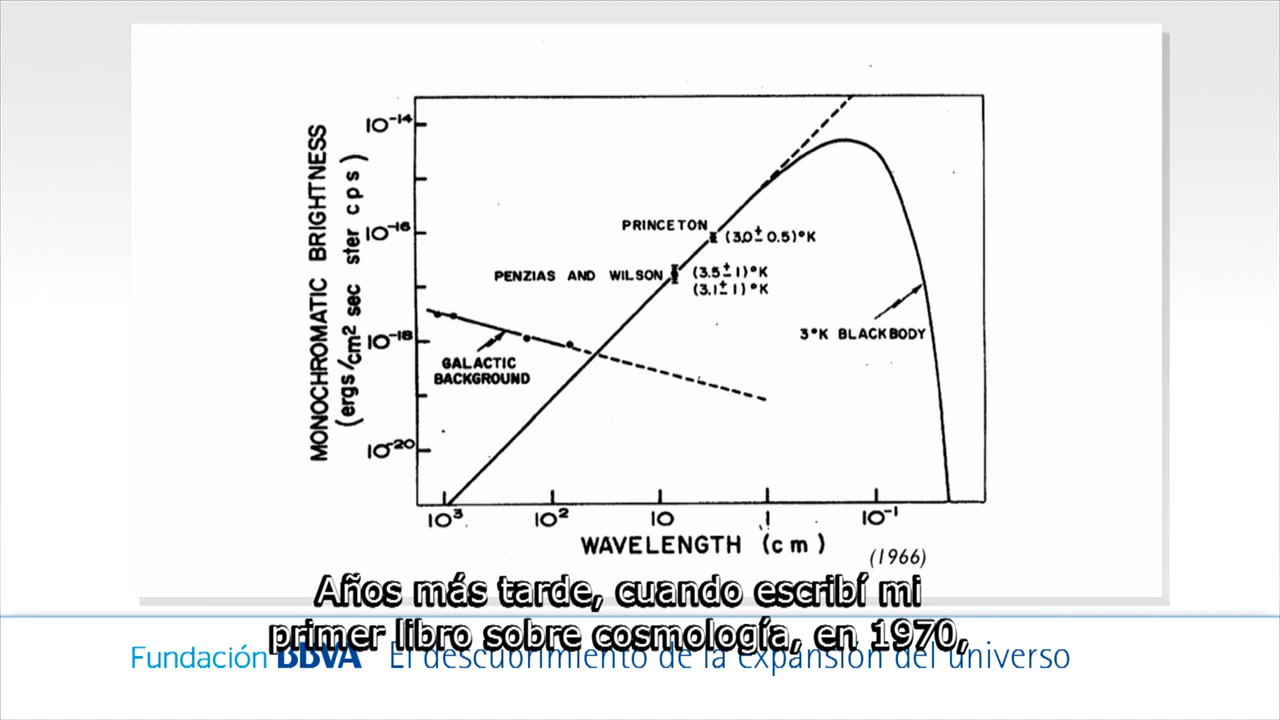 MONOCHROMATIC BRIGHTNESS
(ergs/cm² sec ster cps)
10⁻¹⁴
10⁻¹⁶
10⁻¹⁸
10⁻²⁰
PRINCETON
(3.0 ± 0.5)°K
PENZIAS AND WILSON
(3.5 ± 1)°K
(3.1 ± 1)°K
3°K BLACKBODY
GALACTIC
BACKGROUND
10³
10²
10
1
10⁻¹
WAVELENGTH (cm)
(1966)
Años más tarde, cuando escribí mi
primer libro sobre cosmología, en 1970,
Fundación BBVA El descubrimiento de la expansión del universo